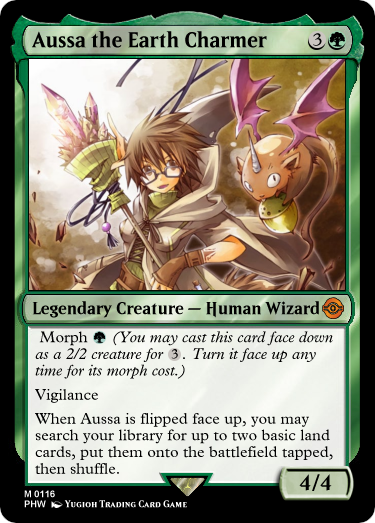 Aussa the Earth Charmer 3
Legendary Creature — Human Wizard
Morph (You may cast this card face down
as a 2/2 creature for 3. Turn it face up any
time for its morph cost.)
Vigilance
When Aussa is flipped face up, you may
search your library for up to two basic land
cards, put them onto the battlefield tapped,
then shuffle.
4/4
M 0116
PHW Yugioh Trading Card Game